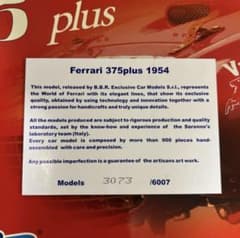 5
plus
Ferrari 375plus 1954
This model, released by B.B.R. Exclusive Car Models S.r.l., represents
the World of Ferrari with its elegant lines, that show its exclusive
quality, obtained by using technology and innovation together with a
strong passion for handicrafts and truly unique details.
All the models produced are subject to rigorous production and quality
standards, set by the know-how and experience of the Saronno's
laboratory team (Italy).
Every car model is composed by more than 900 pieces hand-
assembled with care and precision.
Any possible imperfection is a guarantee of the artisans art work.
Models 3073 /6007